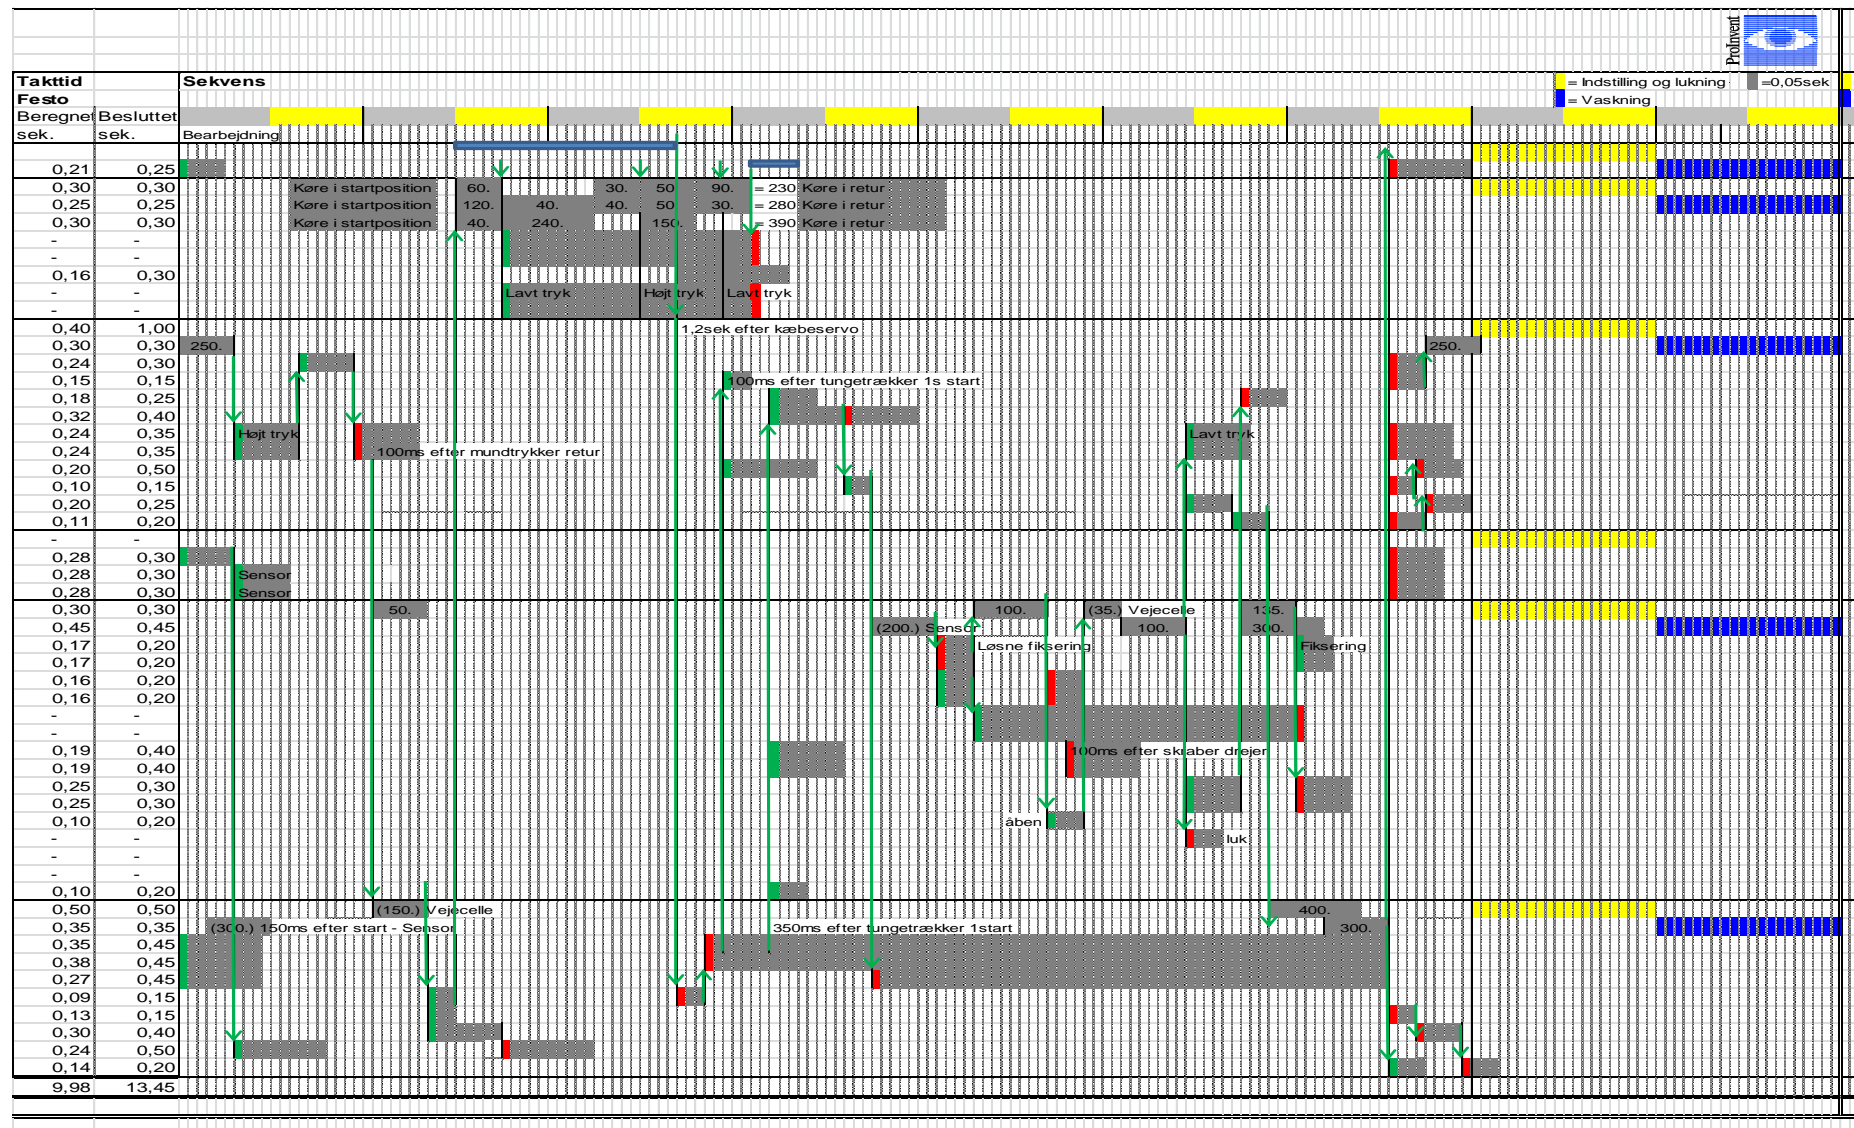 ProInvent
Takttid Sekvens = Indstilling og lukning =0,05sek
Festo = Vaskning
Beregnet Besluttet
sek. sek. Bearbejdning
0,21 0,25
0,30 0,30 Køre i startposition 60. 30. 50 90. = 230 Køre i retur
0,25 0,25 Køre i startposition 120. 40. 40. 50 30. = 280 Køre i retur
0,30 0,30 Køre i startposition 40. 240. 150. = 390 Køre i retur
- -
- -
0,16 0,30
- - Lavt tryk Højt tryk Lavt tryk
- -
0,40 1,00 1,2sek efter kæbeservo
0,30 0,30 250. 250.
0,24 0,30
0,15 0,15 100ms efter tungetrækker 1s start
0,18 0,25
0,32 0,40
0,24 0,35 Højt tryk Lavt tryk
0,24 0,35 100ms efter mundtrykker retur
0,20 0,50
0,10 0,15
0,20 0,25
0,11 0,20
- -
0,28 0,30
0,28 0,30 Sensor
0,28 0,30 Sensor
0,30 0,30 50. 100. (35.) Vejecelle 135.
0,45 0,45 (200.) Sensor 100. 300.
0,17 0,20 Løsne fiksering Fiksering
0,17 0,20
0,16 0,20
0,16 0,20
- -
- -
0,19 0,40 100ms efter skraber drejer
0,19 0,40
0,25 0,30
0,25 0,30
0,10 0,20 åben
- - luk
- -
- -
0,10 0,20
0,50 0,50 (150.) Vejecelle 400.
0,35 0,35 (300.) 150ms efter start - Sensor 350ms efter tungetrækker 1start 300.
0,35 0,45
0,38 0,45
0,27 0,45
0,09 0,15
0,13 0,15
0,30 0,40
0,24 0,50
0,14 0,20
9,98 13,45